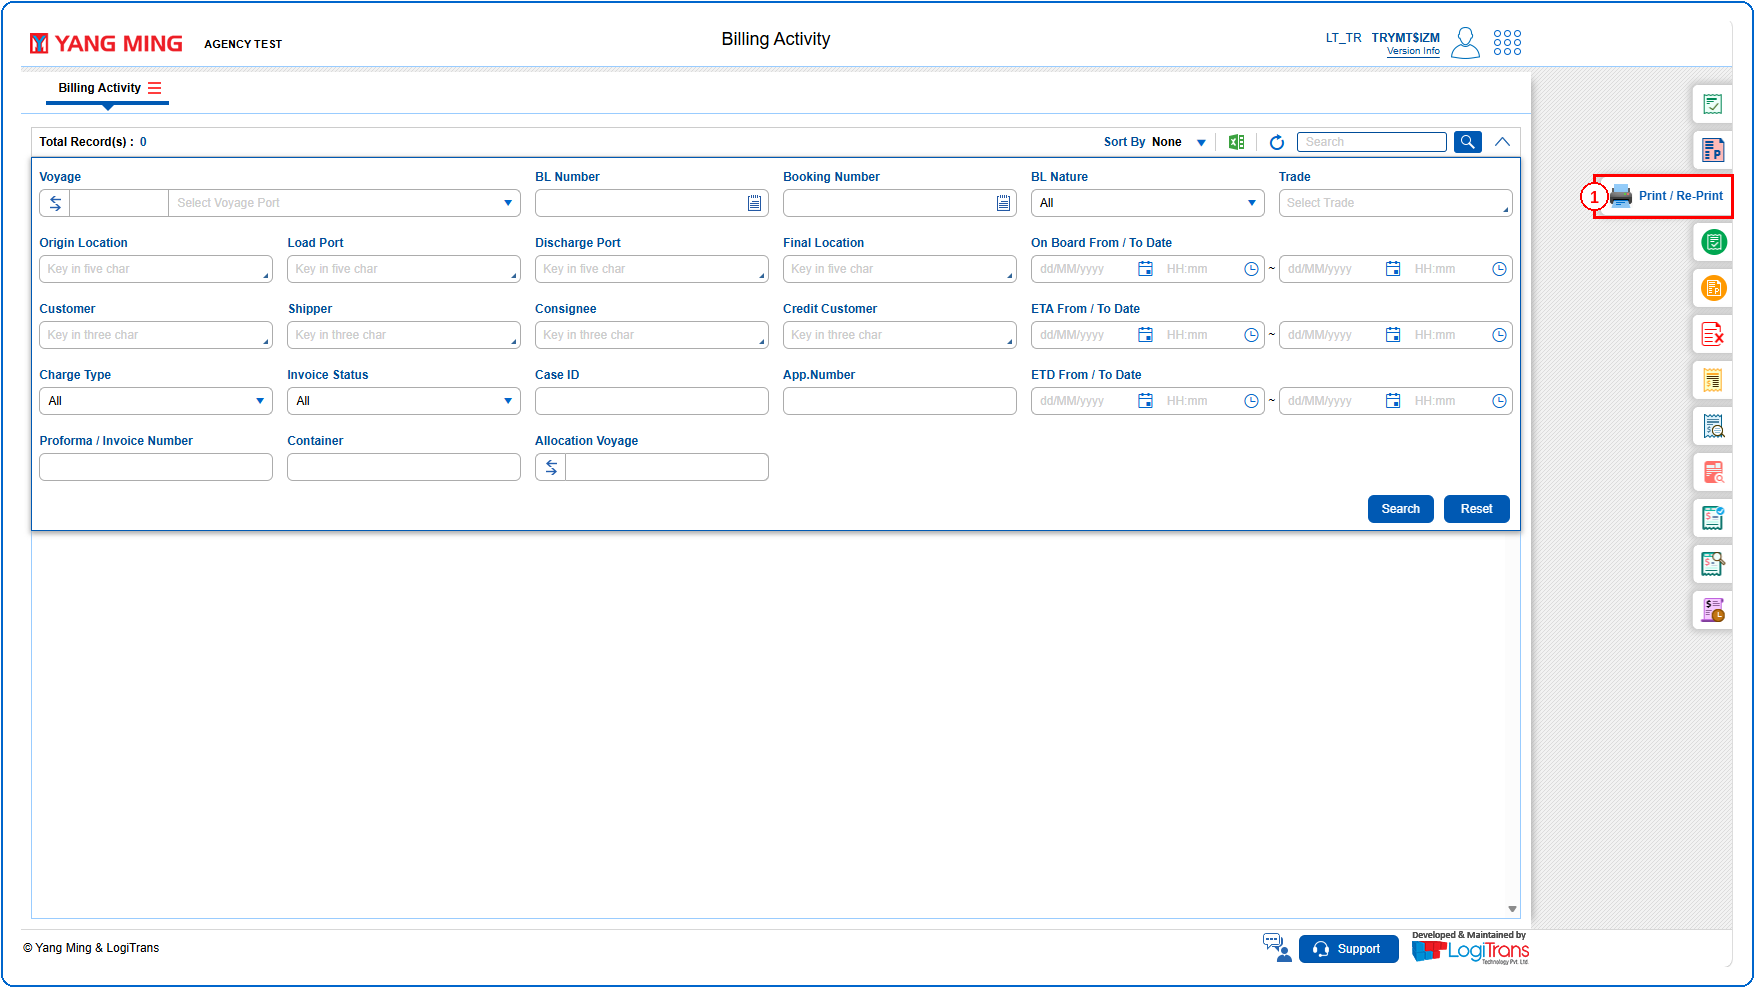 YANG MING
AGENCY TEST
Billing Activity
LT_TR TRYMT$IZM
Version Info
Billing Activity
Total Record(s) : 0
Sort By None
Search
Voyage
BL Number
Booking Number
BL Nature
Trade
Select Voyage Port
All
Select Trade
1
Print / Re-Print
Origin Location
Load Port
Discharge Port
Final Location
On Board From / To Date
Key in five char
Key in five char
Key in five char
Key in five char
dd/MM/yyyy HH:mm ~ dd/MM/yyyy HH:mm
Customer
Shipper
Consignee
Credit Customer
ETA From / To Date
Key in three char
Key in three char
Key in three char
Key in three char
dd/MM/yyyy HH:mm ~ dd/MM/yyyy HH:mm
Charge Type
Invoice Status
Case ID
App.Number
ETD From / To Date
All
All
dd/MM/yyyy HH:mm ~ dd/MM/yyyy HH:mm
Proforma / Invoice Number
Container
Allocation Voyage
Search
Reset
© Yang Ming & LogiTrans
Support
Developed & Maintained by
LogiTrans
Technology Pvt. Ltd.